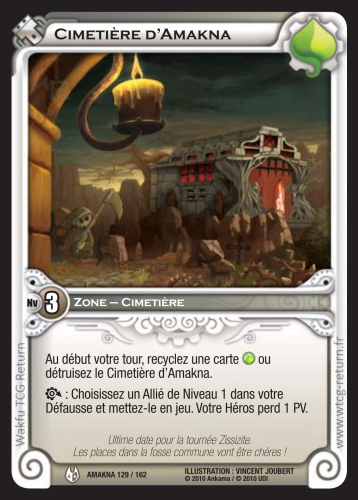 Cimetière d'Amakna
Nv 3 Zone – Cimetière
Au début votre tour, recyclez une carte ou
détruisez le Cimetière d'Amakna.
: Choisissez un Allié de Niveau 1 dans votre
Défausse et mettez-le en jeu. Votre Héros perd 1 PV.
Ultime date pour la tournée Zissizite.
Les places dans la fosse commune vont être chères !
AMAKNA 129 / 162
ILLUSTRATION : VINCENT JOUBERT
© 2010 Ankama / © 2010 UDI
Wakfu TCG Return
www.wtcg-return.fr